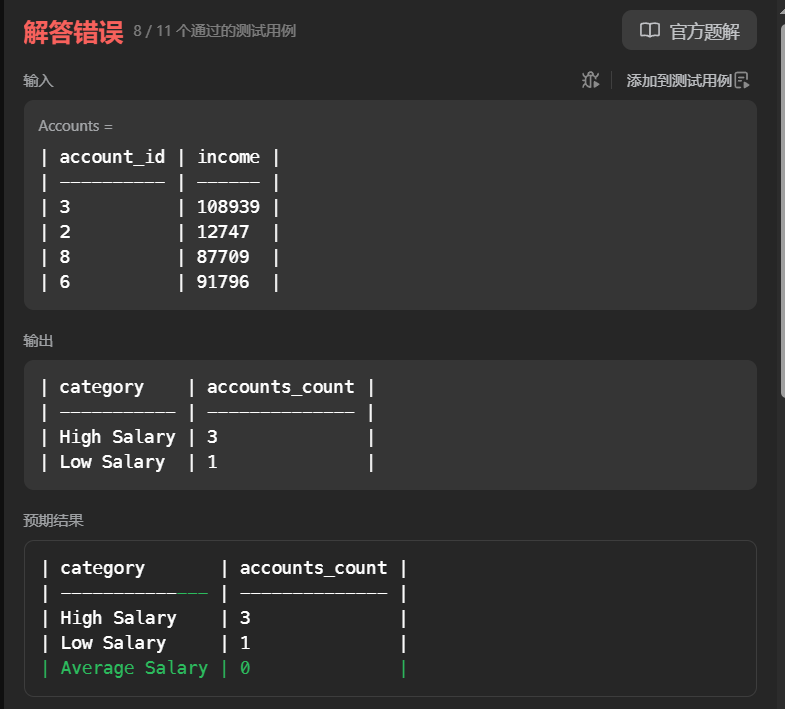 解答错误 8 / 11 个通过的测试用例 官方题解
输入 添加到测试用例
Accounts =
| account_id | income |
| ---------- | ------ |
| 3 | 108939 |
| 2 | 12747 |
| 8 | 87709 |
| 6 | 91796 |
输出
| category | accounts_count |
| ----------- | -------------- |
| High Salary | 3 |
| Low Salary | 1 |
预期结果
| category | accounts_count |
| -------------- | -------------- |
| High Salary | 3 |
| Low Salary | 1 |
| Average Salary | 0 |